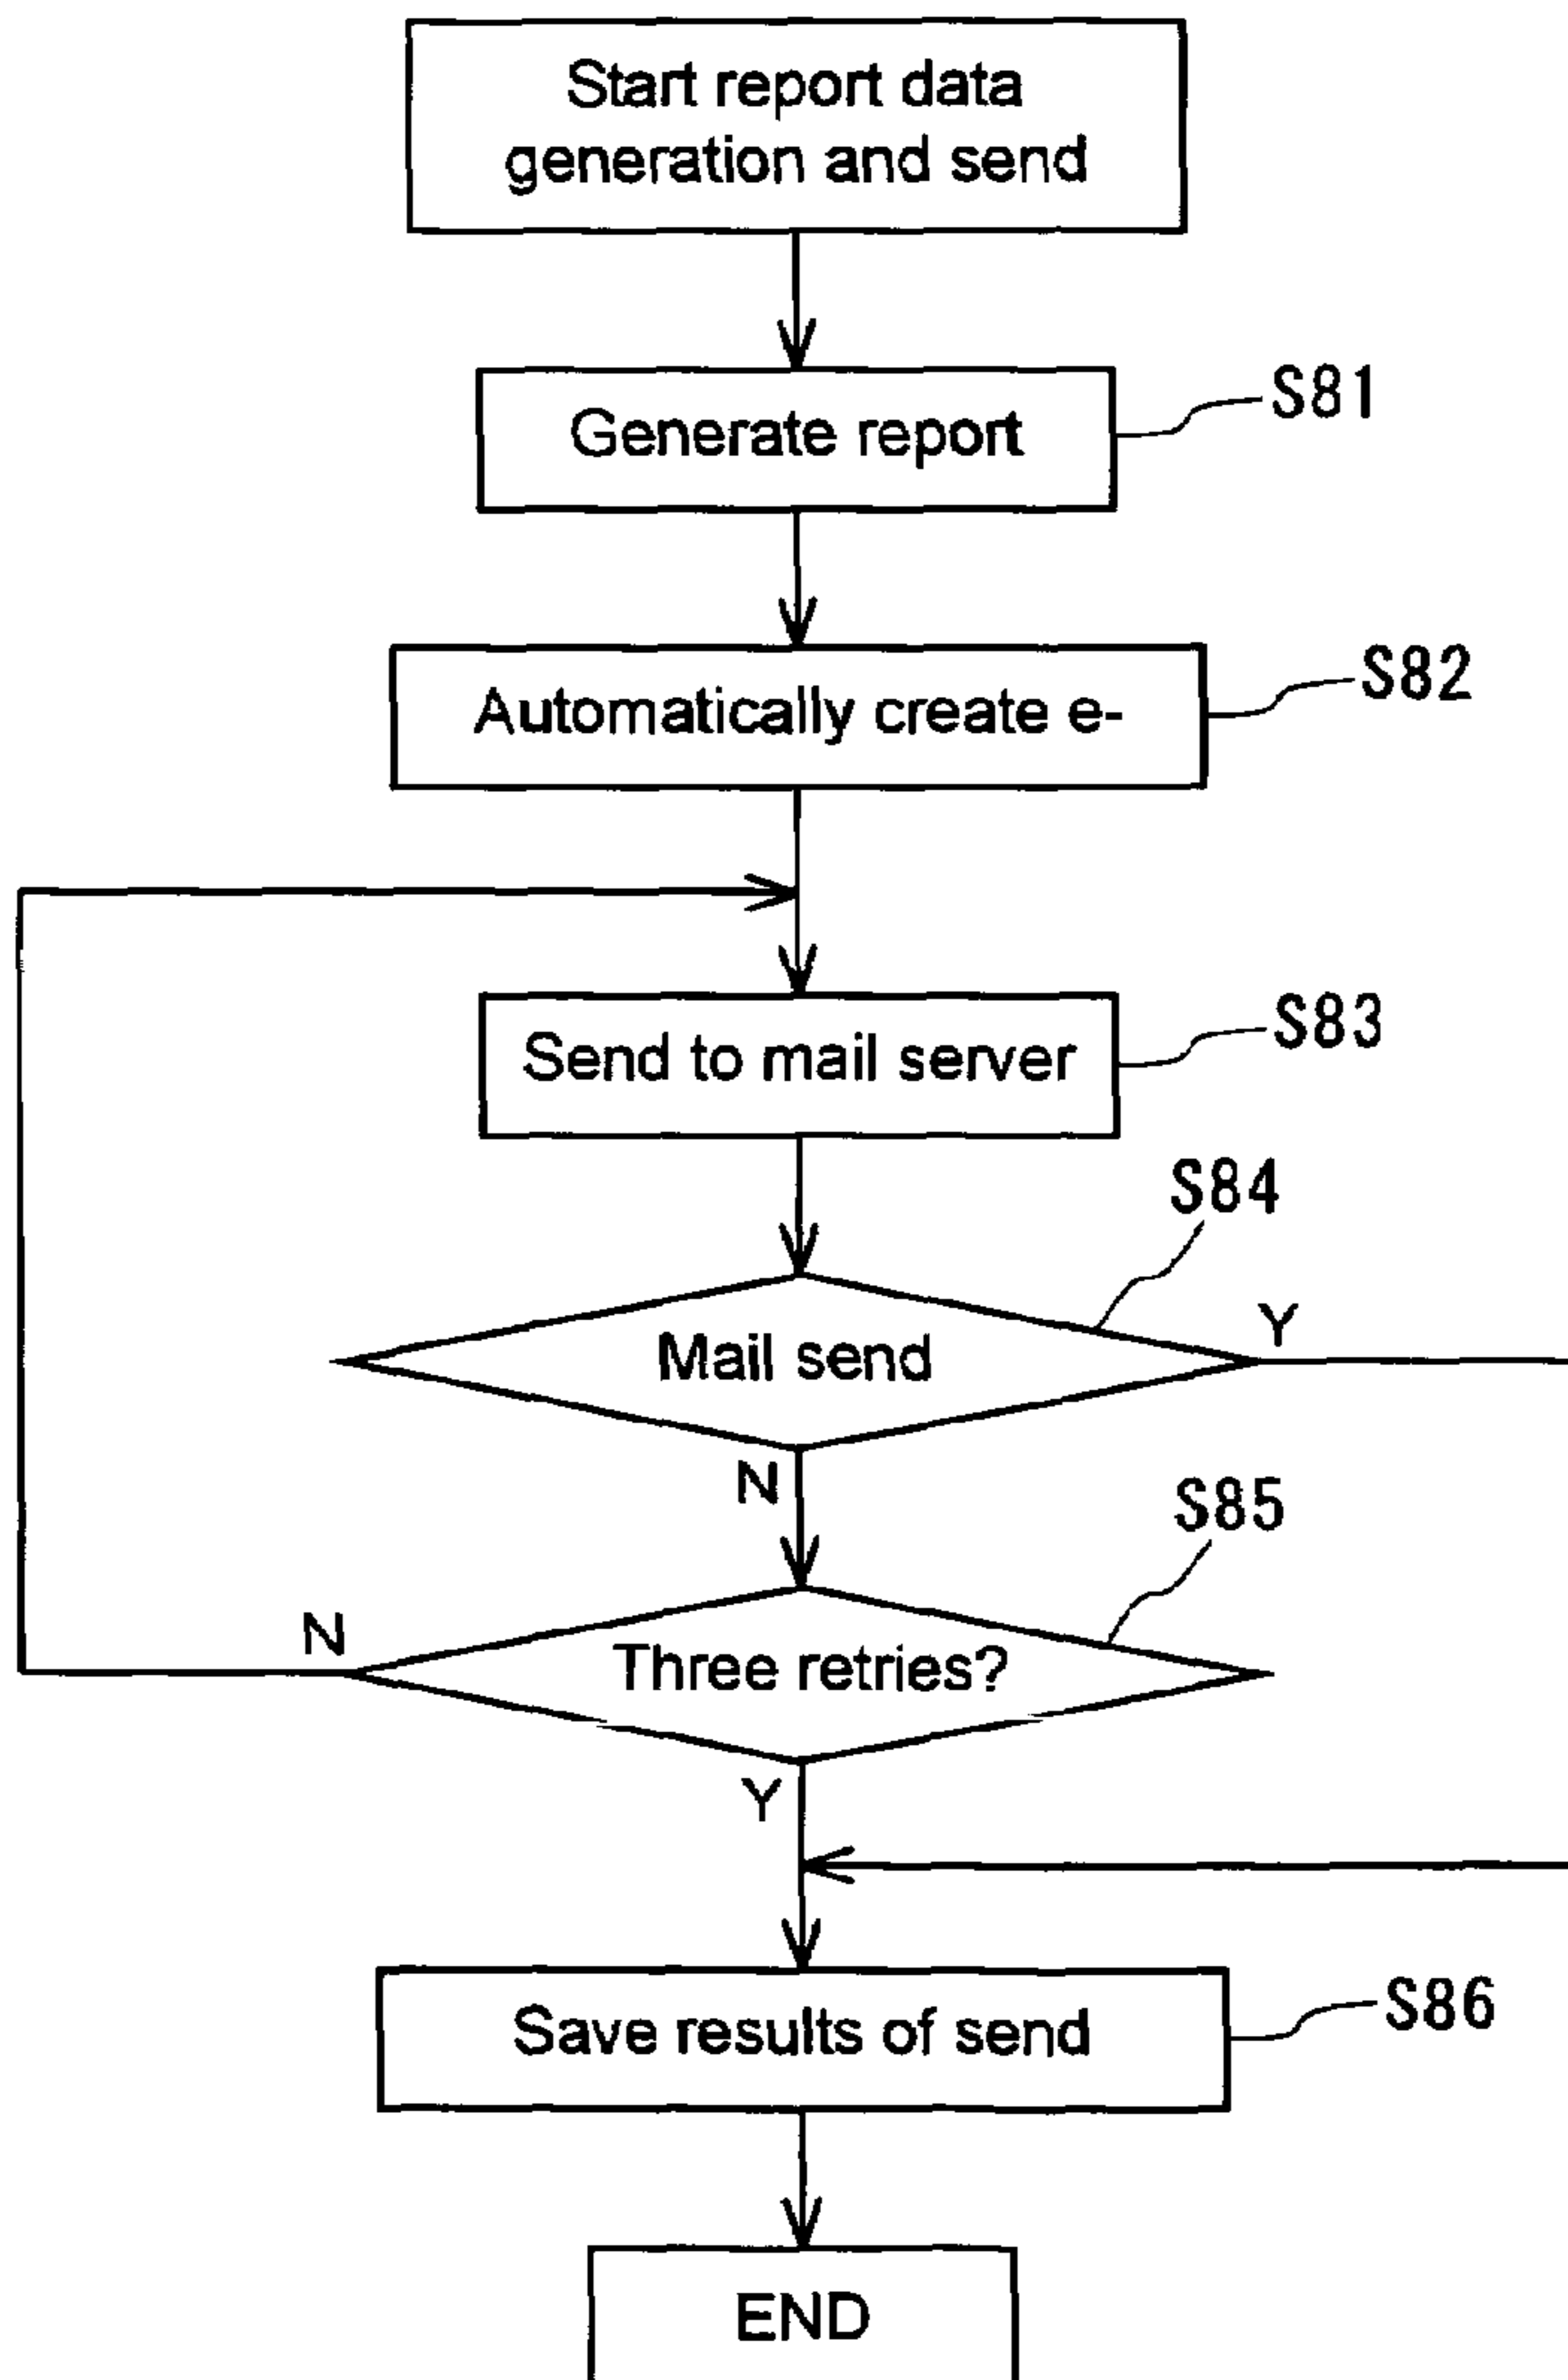 Start report data
generation and send
Generate report
S81
Automatically create e-
S82
Send to mail server
S83
S84
Mail send
Y
N
S85
N
Three retries?
Y
Save results of send
S86
END